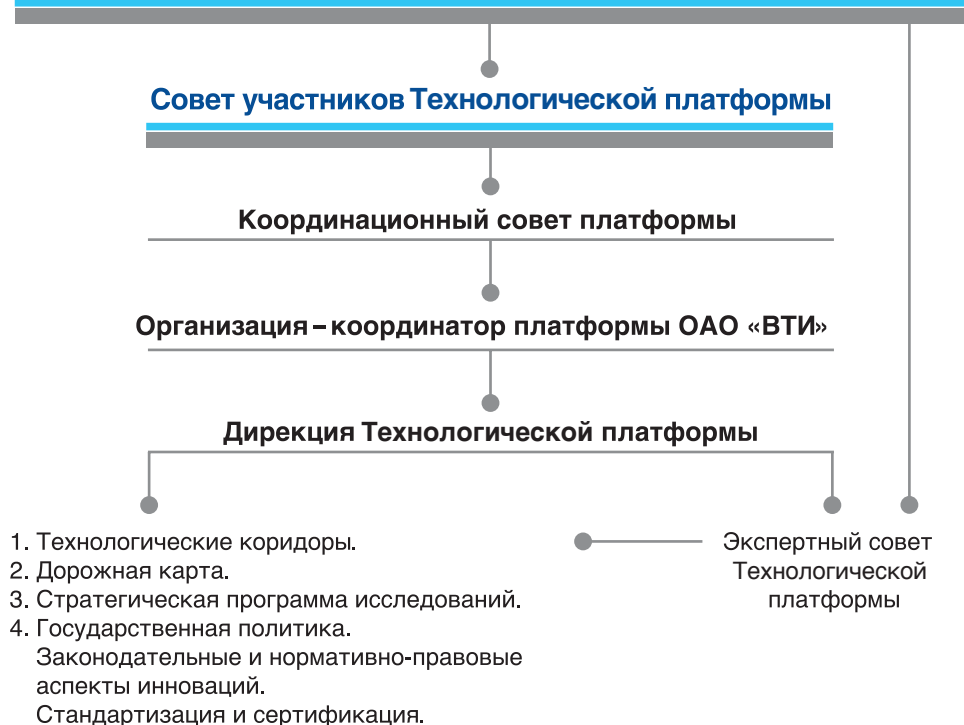 Совет участников Технологической платформы
Координационный совет платформы
Организация – координатор платформы ОАО «ВТИ»
Дирекция Технологической платформы
1. Технологические коридоры.
2. Дорожная карта.
3. Стратегическая программа исследований.
4. Государственная политика.
Законодательные и нормативно-правовые
аспекты инноваций.
Стандартизация и сертификация.
Экспертный совет
Технологической
платформы